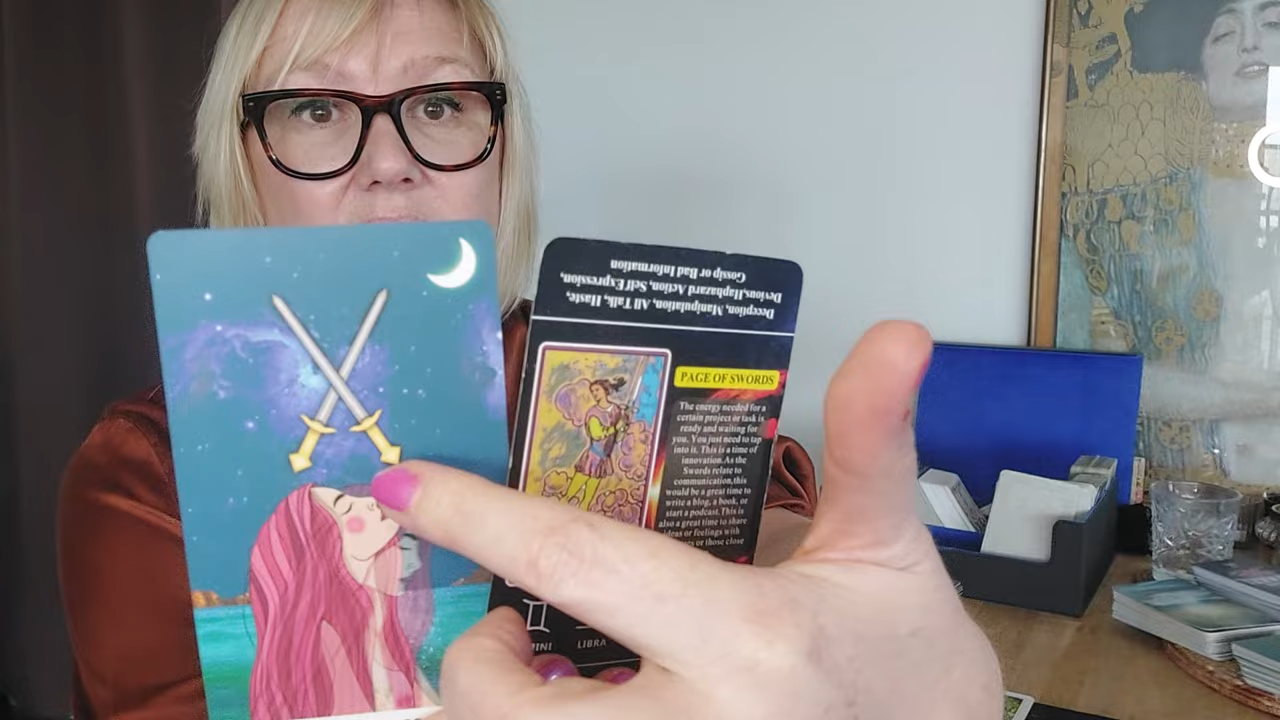 Deception, Manipulation, All Talk, Haste,
Devious,Haphazard Action, Self Expression,
Gossip or Bad Information
PAGE OF SWORDS
The energy needed for a
certain project or task is
ready and waiting for
you. You just need to tap
into it. This is a time of
innovation.As the
Swords relate to
communication,this
would be a great time to
write a blog, a book, or
start a podcast.This is
also a great time to share
ideas or feelings with
or those close
LIBRA